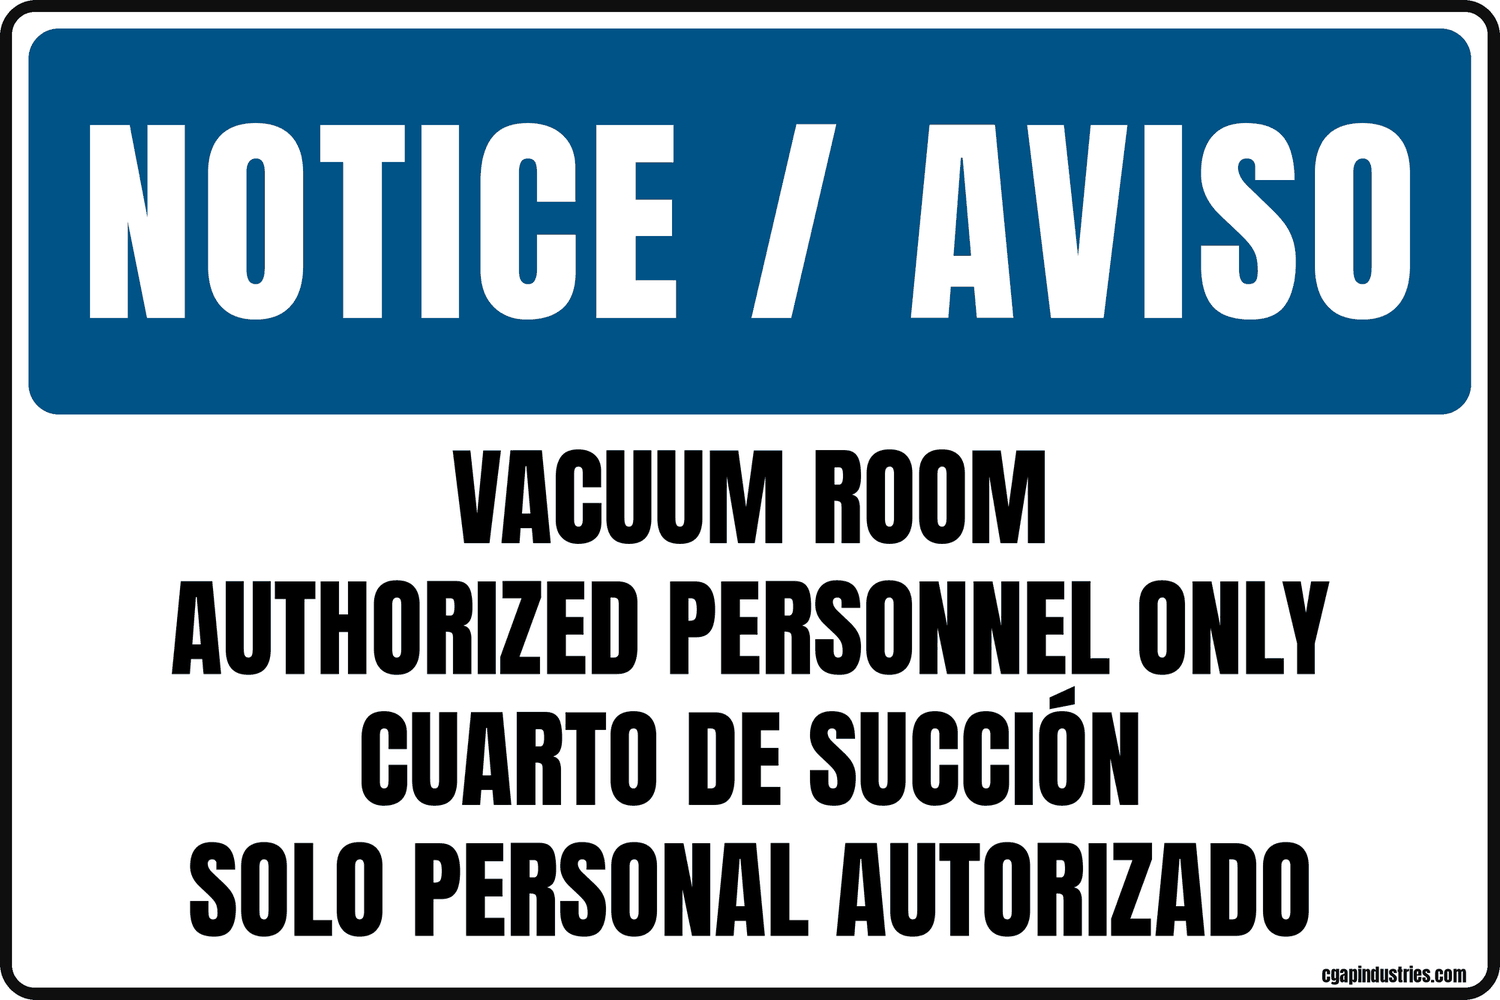 NOTICE / AVISO
VACUUM ROOM
AUTHORIZED PERSONNEL ONLY
CUARTO DE SUCCIÓN
SOLO PERSONAL AUTORIZADO
cgapindustries.com